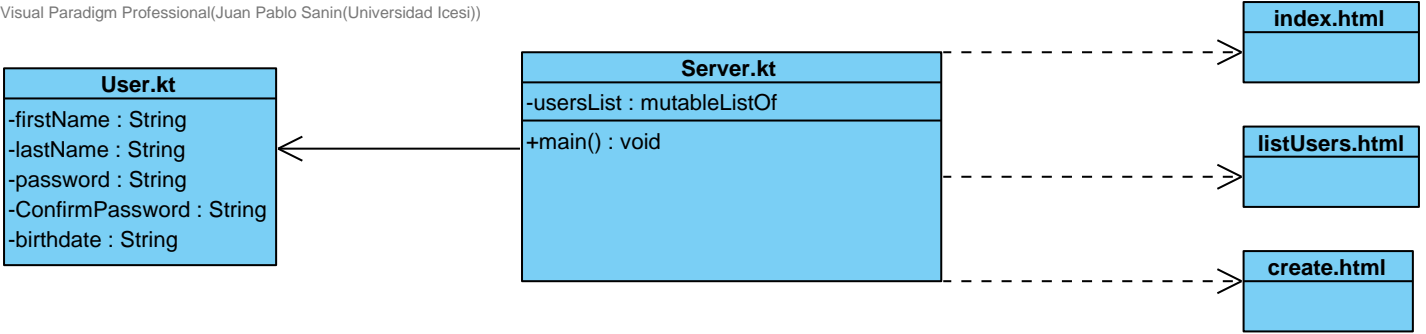 Visual Paradigm Professional(Juan Pablo Sanin(Universidad Icesi))
User.kt
-firstName : String
-lastName : String
-password : String
-ConfirmPassword : String
-birthdate : String
Server.kt
-usersList : mutableListOf
+main() : void
index.html
listUsers.html
create.html